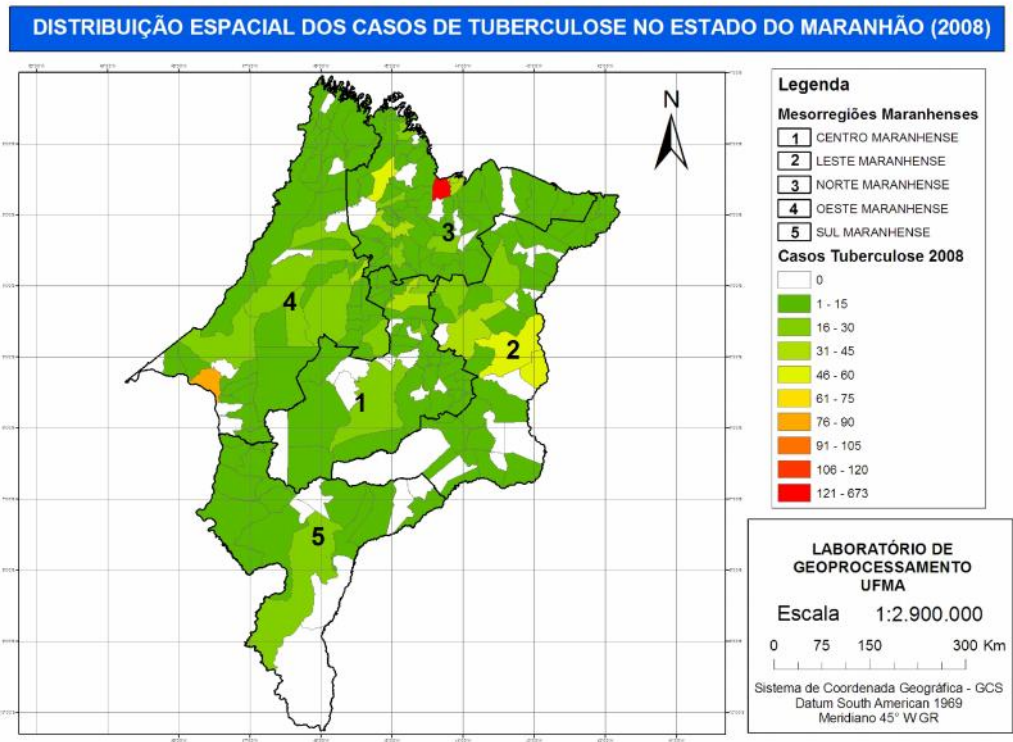 DISTRIBUIÇÃO ESPACIAL DOS CASOS DE TUBERCULOSE NO ESTADO DO MARANHÃO (2008)
N
3
4
2
1
5
Legenda
Mesorregiões Maranhenses
1 CENTRO MARANHENSE
2 LESTE MARANHENSE
3 NORTE MARANHENSE
4 OESTE MARANHENSE
5 SUL MARANHENSE
Casos Tuberculose 2008
0
1 - 15
16 - 30
31 - 45
46 - 60
61 - 75
76 - 90
91 - 105
106 - 120
121 - 673
LABORATÓRIO DE
GEOPROCESSAMENTO
UFMA
Escala 1:2.900.000
0 75 150 300 Km
Sistema de Coordenada Geográfica - GCS
Datum South American 1969
Meridiano 45° W GR